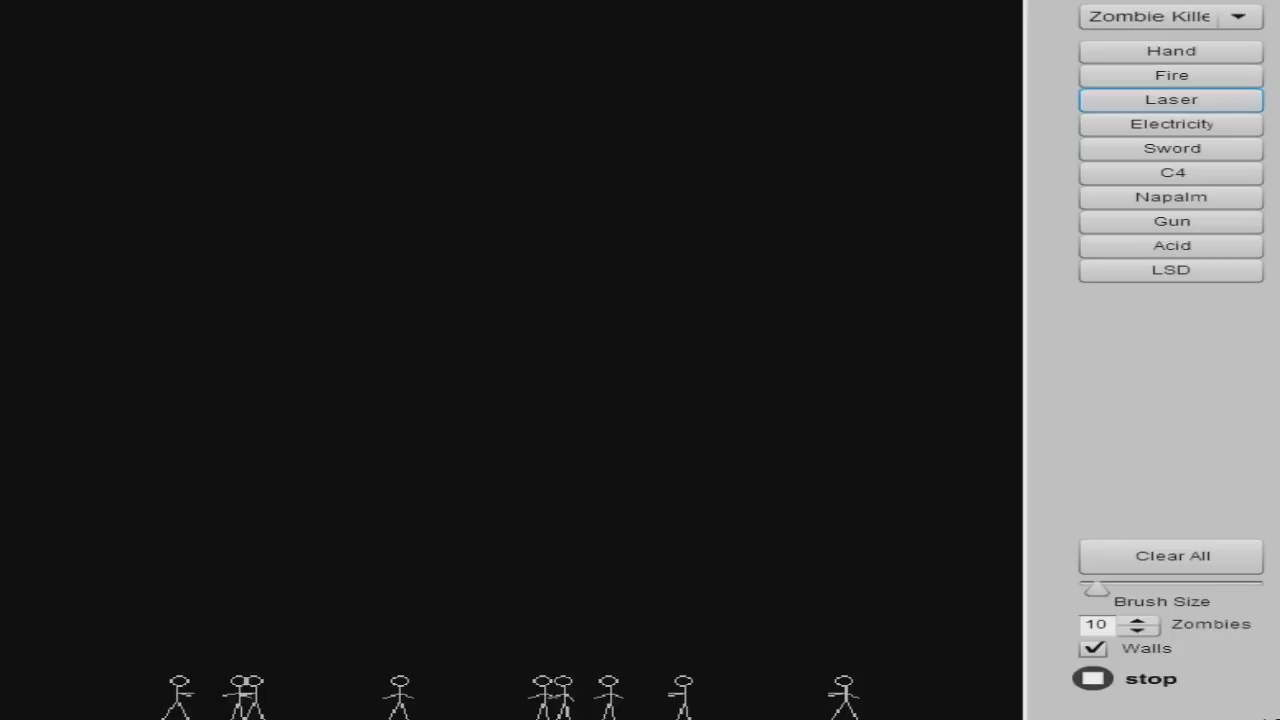 Zombie Kille
Hand
Fire
Laser
Electricity
Sword
C4
Napalm
Gun
Acid
LSD
Clear All
Brush Size
10 Zombies
Walls
stop